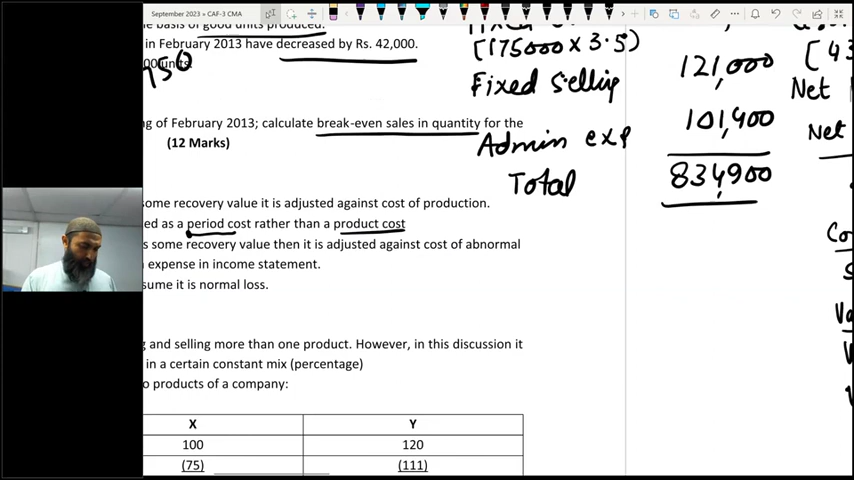 September 2023 » CAF-3 CMA
basis of good units produced.
in February 2013 have decreased by Rs. 42,000.
units
50
[175000 x 3.5)
Fixed Selling
121,000
Net
Net
ng of February 2013; calculate break-even sales in quantity for the
(12 Marks)
101,400
Admin exp
Total
834,900
some recovery value it is adjusted against cost of production.
ed as a period cost rather than a product cost
s some recovery value then it is adjusted against cost of abnormal
expense in income statement.
sume it is normal loss.
g and selling more than one product. However, in this discussion it
in a certain constant mix (percentage)
o products of a company:
X Y
100 120
(75) (111)